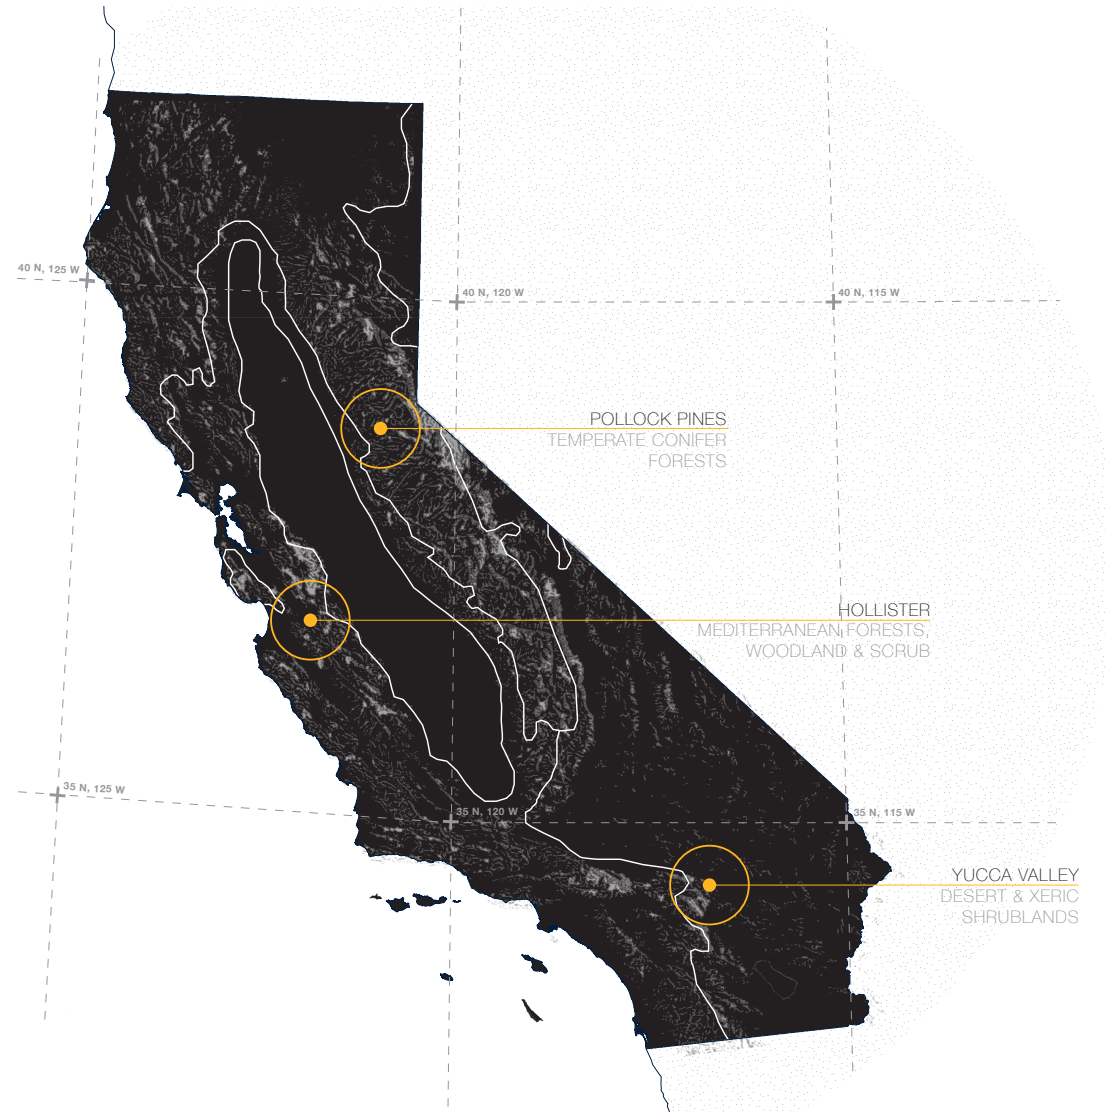 40 N, 125 W
40 N, 120 W
40 N, 115 W
POLLOCK PINES
TEMPERATE CONIFER
FORESTS
HOLLISTER
MEDITERRANEAN FORESTS,
WOODLAND & SCRUB
35 N, 125 W
35 N, 120 W
35 N, 115 W
YUCCA VALLEY
DESERT & XERIC
SHRUBLANDS